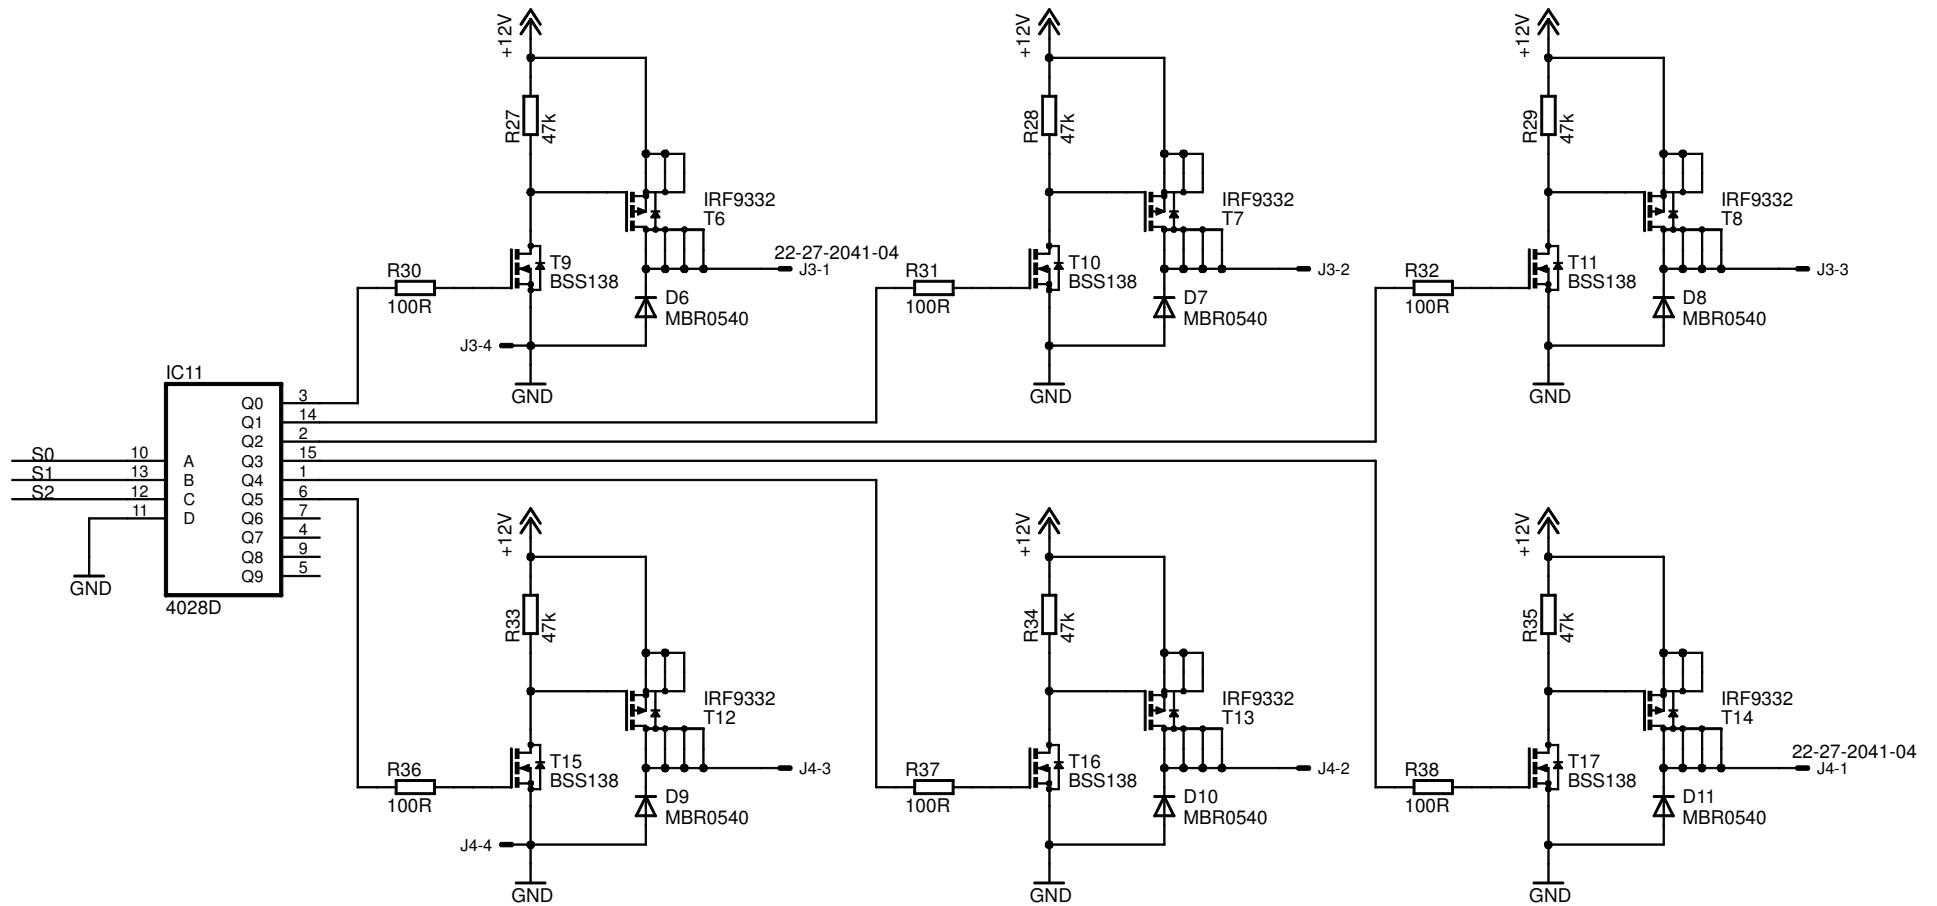 +12V
R27
47k
IRF9332
T6
22-27-2041-04
J3-1
T9
BSS138
R30
100R
D6
MBR0540
J3-4
GND
+12V
R28
47k
IRF9332
T7
J3-2
T10
BSS138
R31
100R
D7
MBR0540
GND
+12V
R29
47k
IRF9332
T8
J3-3
T11
BSS138
R32
100R
D8
MBR0540
GND
IC11
S0
10
A
S1
13
B
S2
12
C
11
D
GND
Q0
3
Q1
14
Q2
2
Q3
15
Q4
1
Q5
6
Q6
7
Q7
4
Q8
9
Q9
5
4028D
+12V
R33
47k
IRF9332
T12
J4-3
T15
BSS138
R36
100R
D9
MBR0540
J4-4
GND
+12V
R34
47k
IRF9332
T13
J4-2
T16
BSS138
R37
100R
D10
MBR0540
GND
+12V
R35
47k
IRF9332
T14
22-27-2041-04
J4-1
T17
BSS138
R38
100R
D11
MBR0540
GND